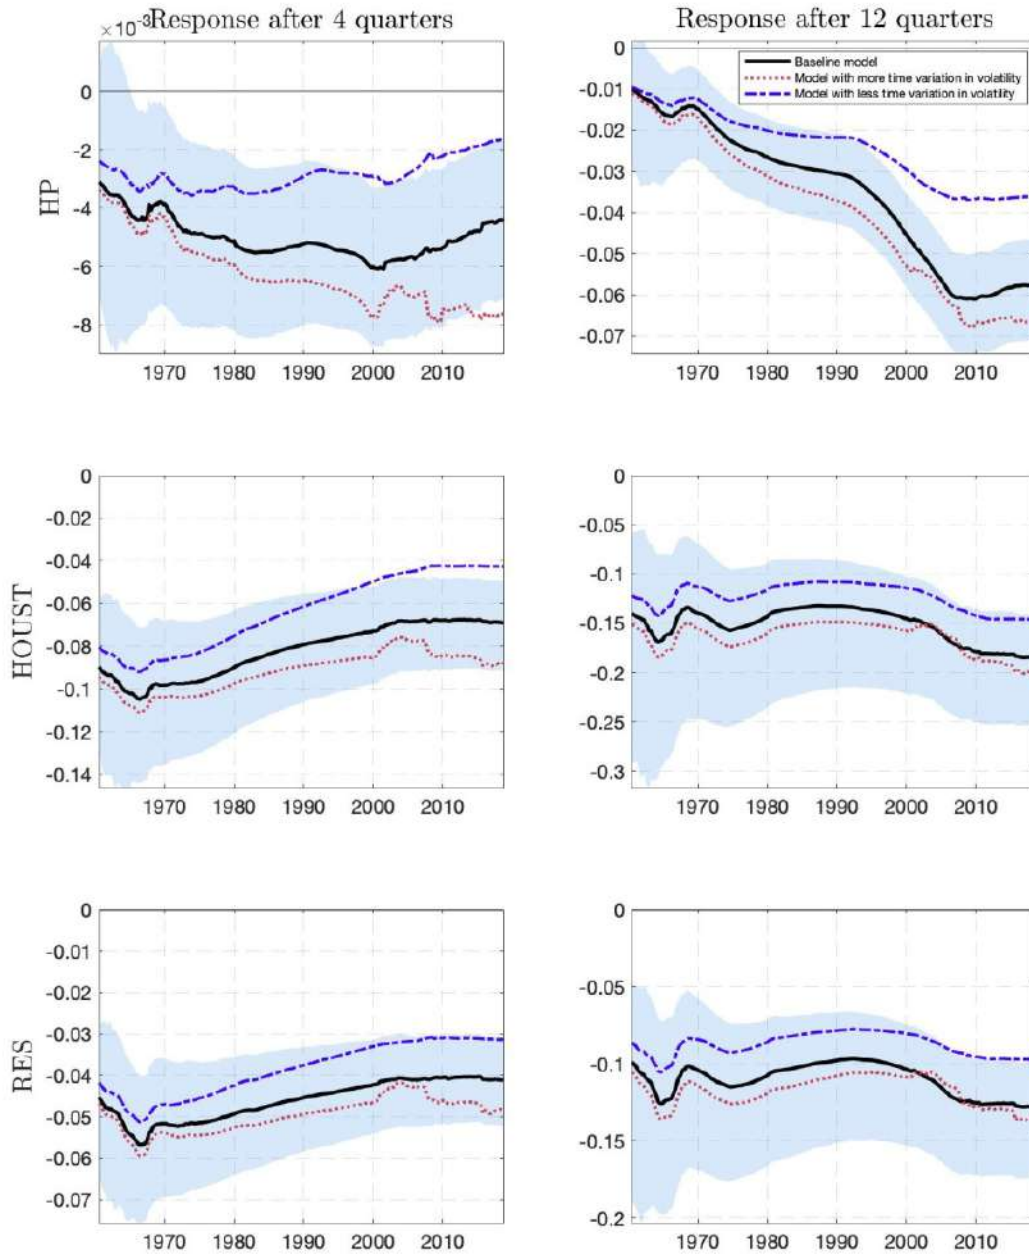 ×10⁻³Response after 4 quarters
0
-2
-4
-6
-8
HP
1970 1980 1990 2000 2010
Response after 12 quarters
Baseline model
Model with more time variation in volatility
Model with less time variation in volatility
0
-0.01
-0.02
-0.03
-0.04
-0.05
-0.06
-0.07
1970 1980 1990 2000 2010
0
-0.02
-0.04
-0.06
-0.08
-0.1
-0.12
-0.14
HOUST
1970 1980 1990 2000 2010
0
-0.05
-0.1
-0.15
-0.2
-0.25
-0.3
1970 1980 1990 2000 2010
0
-0.01
-0.02
-0.03
-0.04
-0.05
-0.06
-0.07
RES
1970 1980 1990 2000 2010
0
-0.05
-0.1
-0.15
-0.2
1970 1980 1990 2000 2010